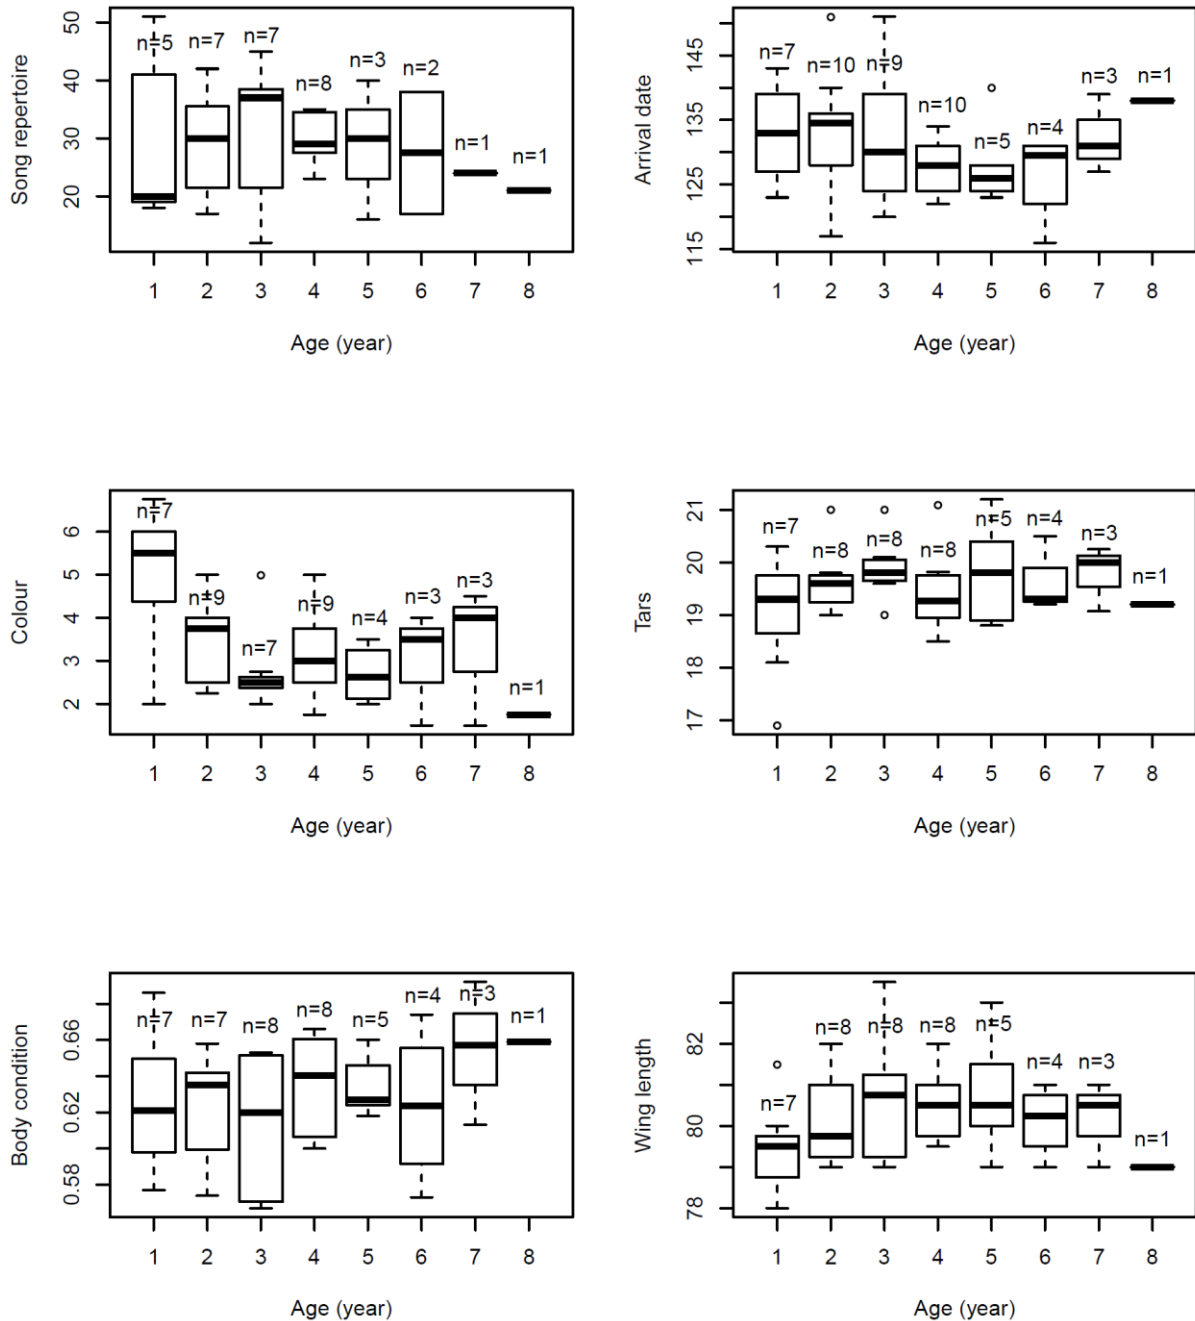 Song repertoire
50
40
30
20
n=5
n=7
n=7
n=8
n=3
n=2
n=1
n=1
1 2 3 4 5 6 7 8
Age (year)
Arrival date
145
135
125
115
n=7
n=10
n=9
n=10
n=5
n=4
n=3
n=1
1 2 3 4 5 6 7 8
Age (year)
Colour
6
5
4
3
2
n=7
n=9
n=7
n=9
n=4
n=3
n=3
n=1
1 2 3 4 5 6 7 8
Age (year)
Tars
21
20
19
18
17
n=7
n=8
n=8
n=8
n=5
n=4
n=3
n=1
1 2 3 4 5 6 7 8
Age (year)
Body condition
0.66
0.62
0.58
n=7
n=7
n=8
n=8
n=5
n=4
n=3
n=1
1 2 3 4 5 6 7 8
Age (year)
Wing length
82
80
78
n=7
n=8
n=8
n=8
n=5
n=4
n=3
n=1
1 2 3 4 5 6 7 8
Age (year)